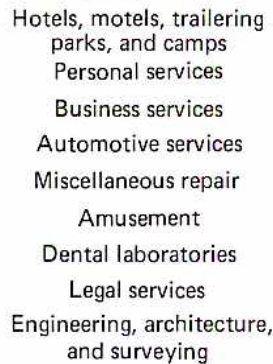 Hotels, motels, trailering
parks, and camps
Personal services
Business services
Automotive services
Miscellaneous repair
Amusement
Dental laboratories
Legal services
Engineering, architecture,
and surveying